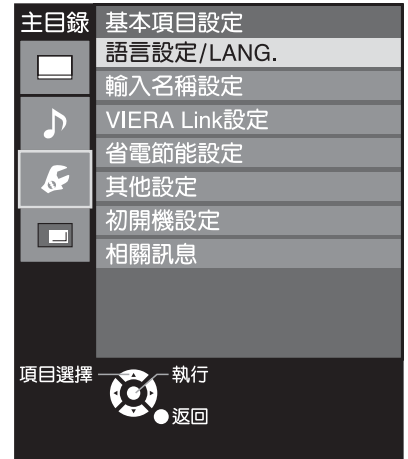 主目錄
基本項目設定
語言設定/LANG.
輸入名稱設定
VIERA Link設定
省電節能設定
其他設定
初開機設定
相關訊息
項目選擇
執行
返回